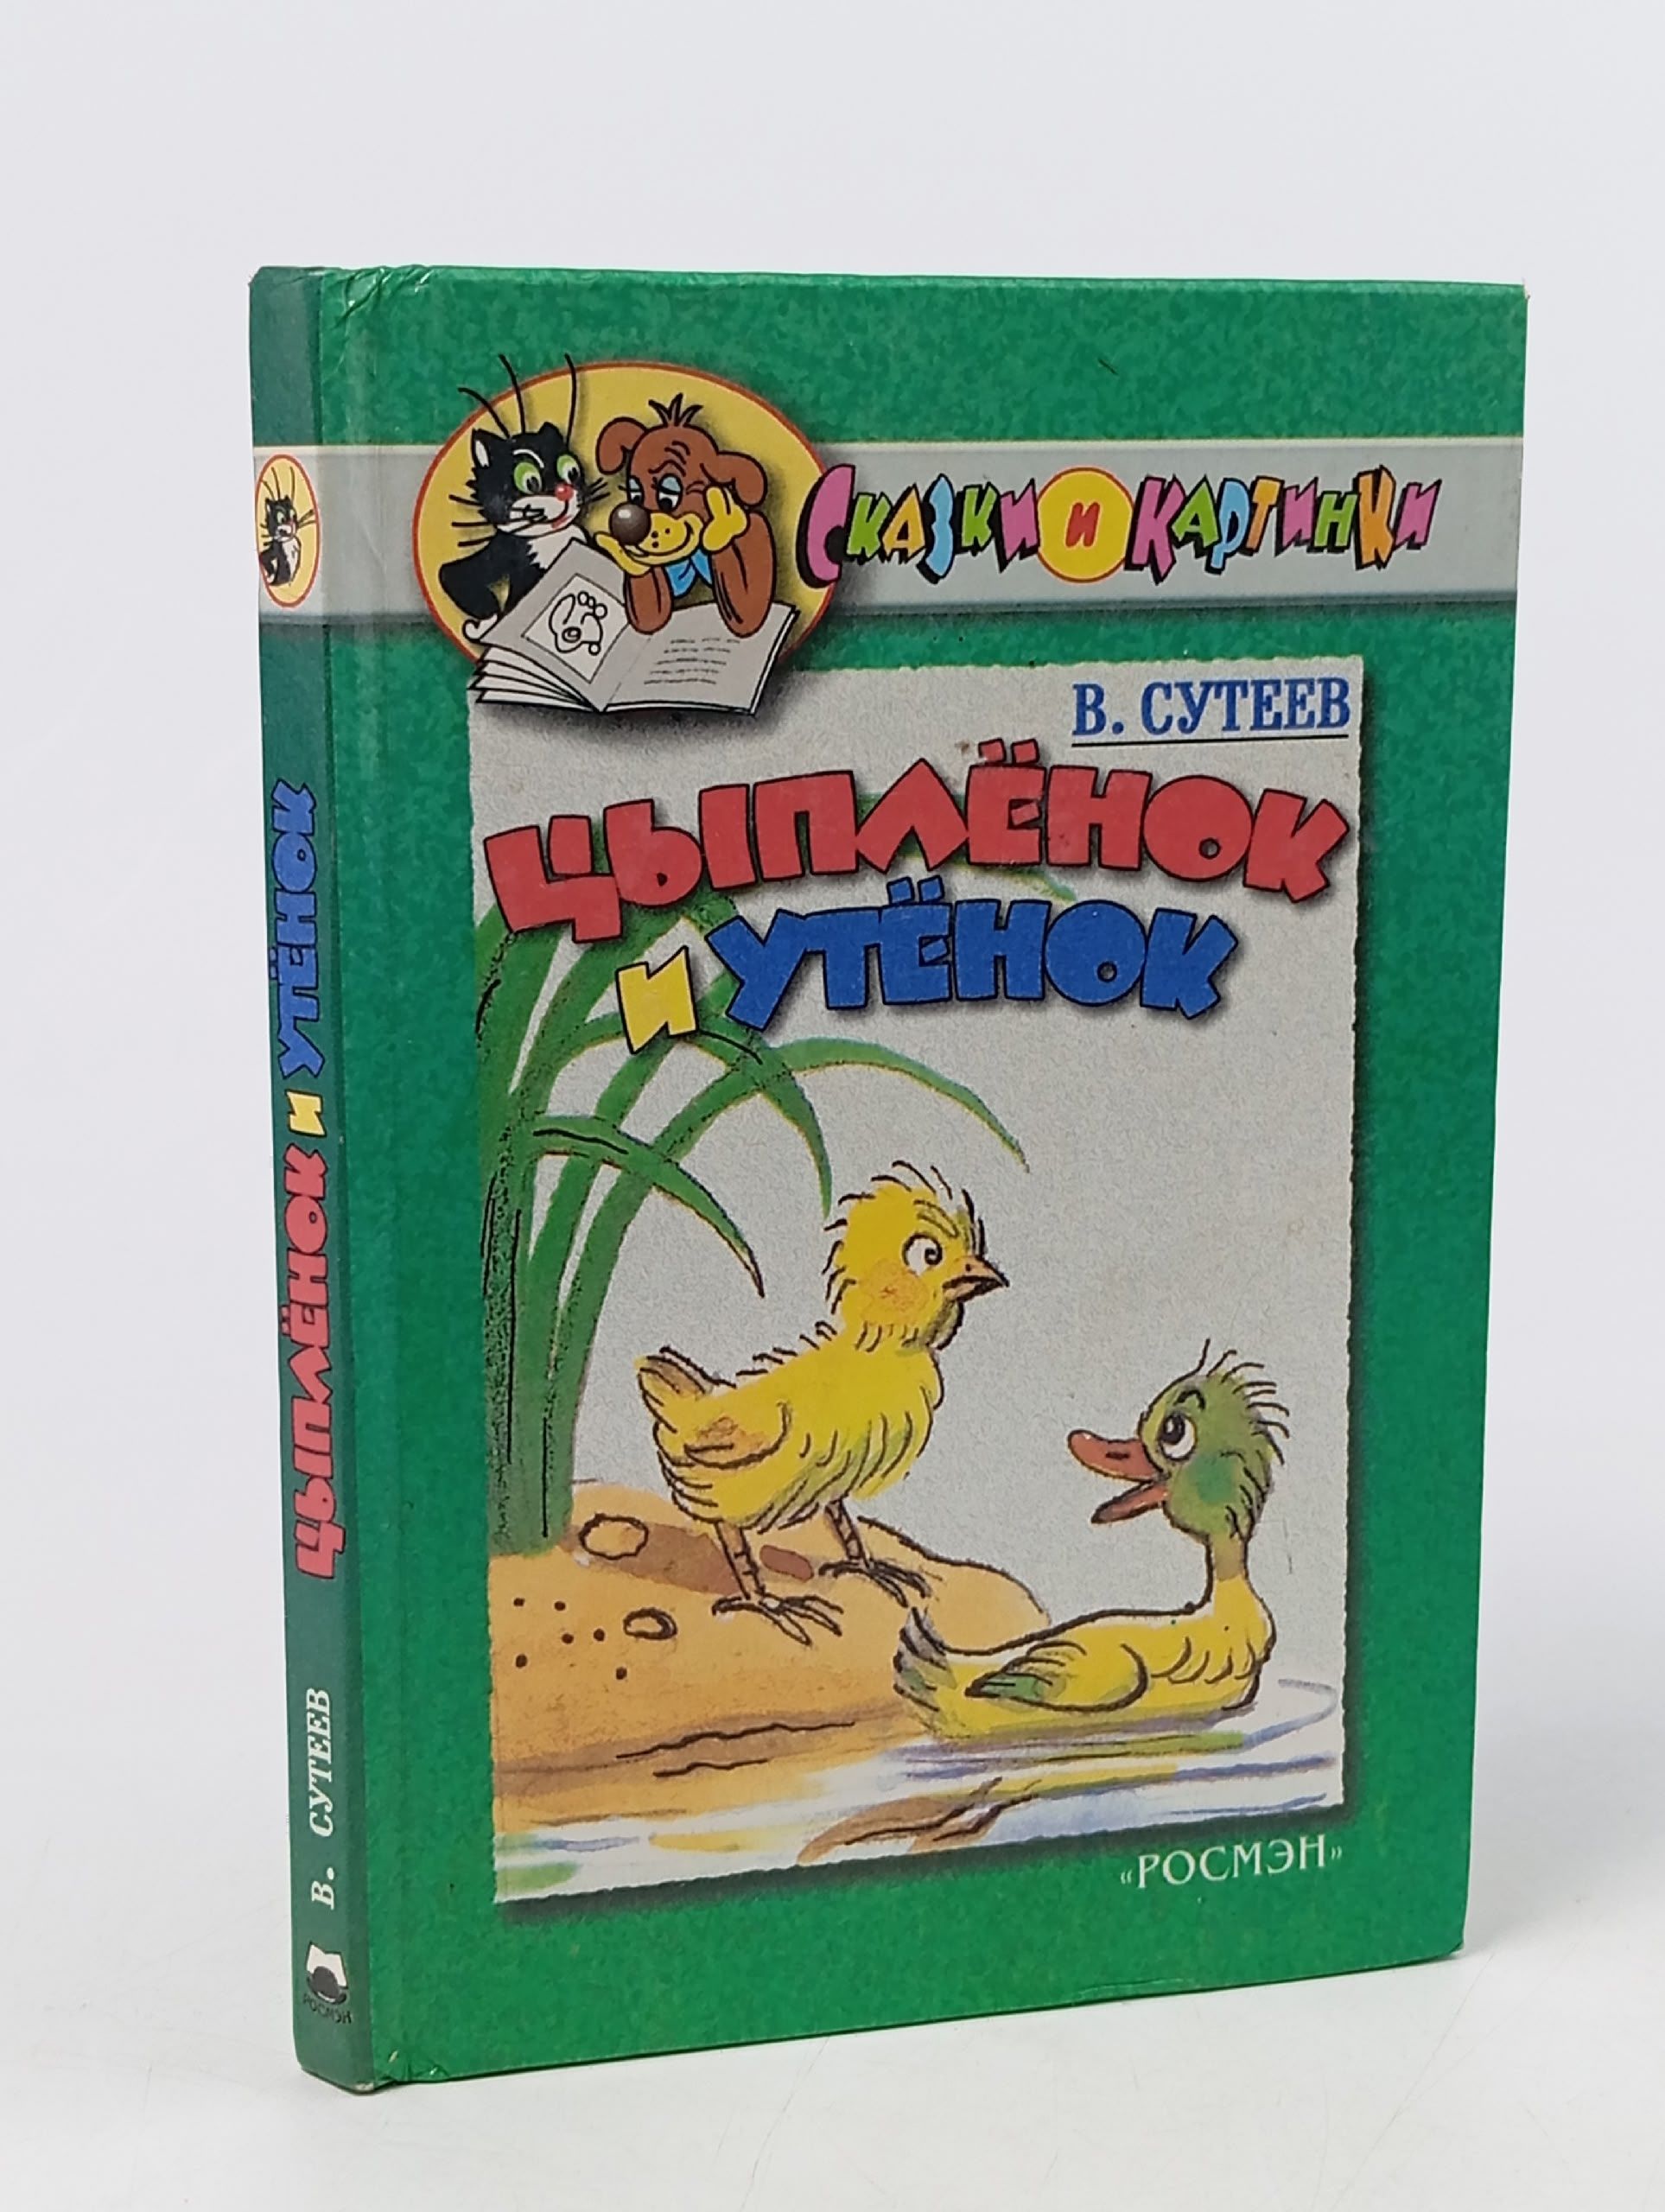 Сказки и картинки
В. СУТЕЕВ
ЦЫПЛЁНОК
И УТЁНОК
«РОСМЭН»
В. СУТЕЕВ ЦЫПЛЁНОК И УТЁНОК
РОСМЭН